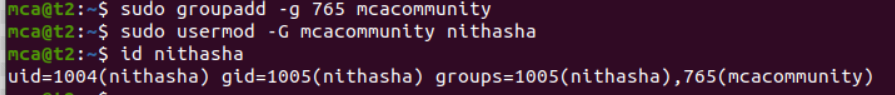 mca@t2:~$ sudo groupadd -g 765 mcacommunity
mca@t2:~$ sudo usermod -G mcacommunity nithasha
mca@t2:~$ id nithasha
uid=1004(nithasha) gid=1005(nithasha) groups=1005(nithasha),765(mcacommunity)